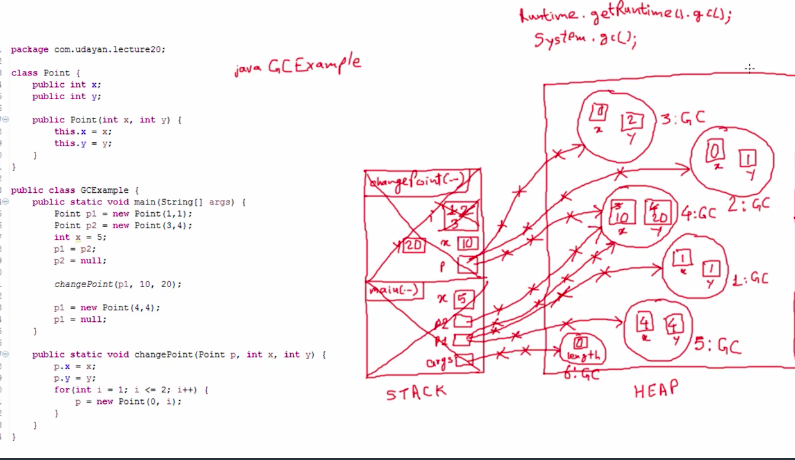 package com.udayan.lecture20;
class Point {
public int x;
public int y;
public Point(int x, int y) {
this.x = x;
this.y = y;
}
}
public class GCExample {
public static void main(String[] args) {
Point p1 = new Point(1,1);
Point p2 = new Point(3,4);
int x = 5;
p1 = p2;
p2 = null;
changePoint(p1, 10, 20);
p1 = new Point(4,4);
p1 = null;
}
public static void changePoint(Point p, int x, int y) {
p.x = x;
p.y = y;
for(int i = 1; i <= 2; i++) {
p = new Point(0, i);
}
}
}
Runtime.getRuntime().gc();
System.gc();
java GCExample
changePoint(--)
i 1 2
3
y 20
x 10
p
main(--)
x 5
p2
p1
args
STACK
0 2
x y
3:GC
0 1
x y
2:GC
3 4
10 20
x y
4:GC
1 1
x y
1:GC
4 4
x y
5:GC
0
length
6:GC
HEAP